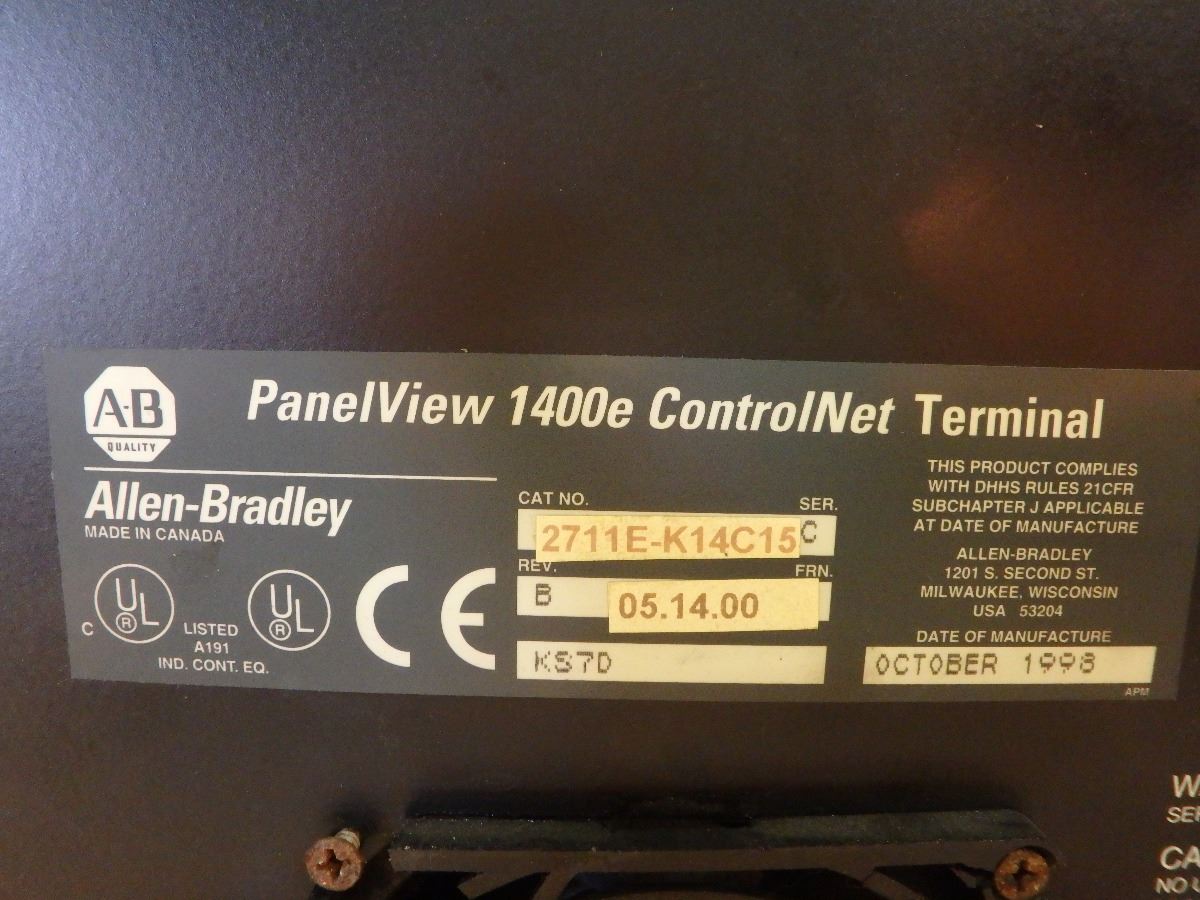 A·B
QUALITY
PanelView 1400e ControlNet Terminal
Allen-Bradley
MADE IN CANADA
C UL ® LISTED UL ®
A191
IND. CONT. EQ.
CE
CAT NO. SER.
2711E-K14C15 C
REV. FRN.
B 05.14.00
KS7D
THIS PRODUCT COMPLIES
WITH DHHS RULES 21CFR
SUBCHAPTER J APPLICABLE
AT DATE OF MANUFACTURE
ALLEN-BRADLEY
1201 S. SECOND ST.
MILWAUKEE, WISCONSIN
USA 53204
DATE OF MANUFACTURE
OCTOBER 1998
APM